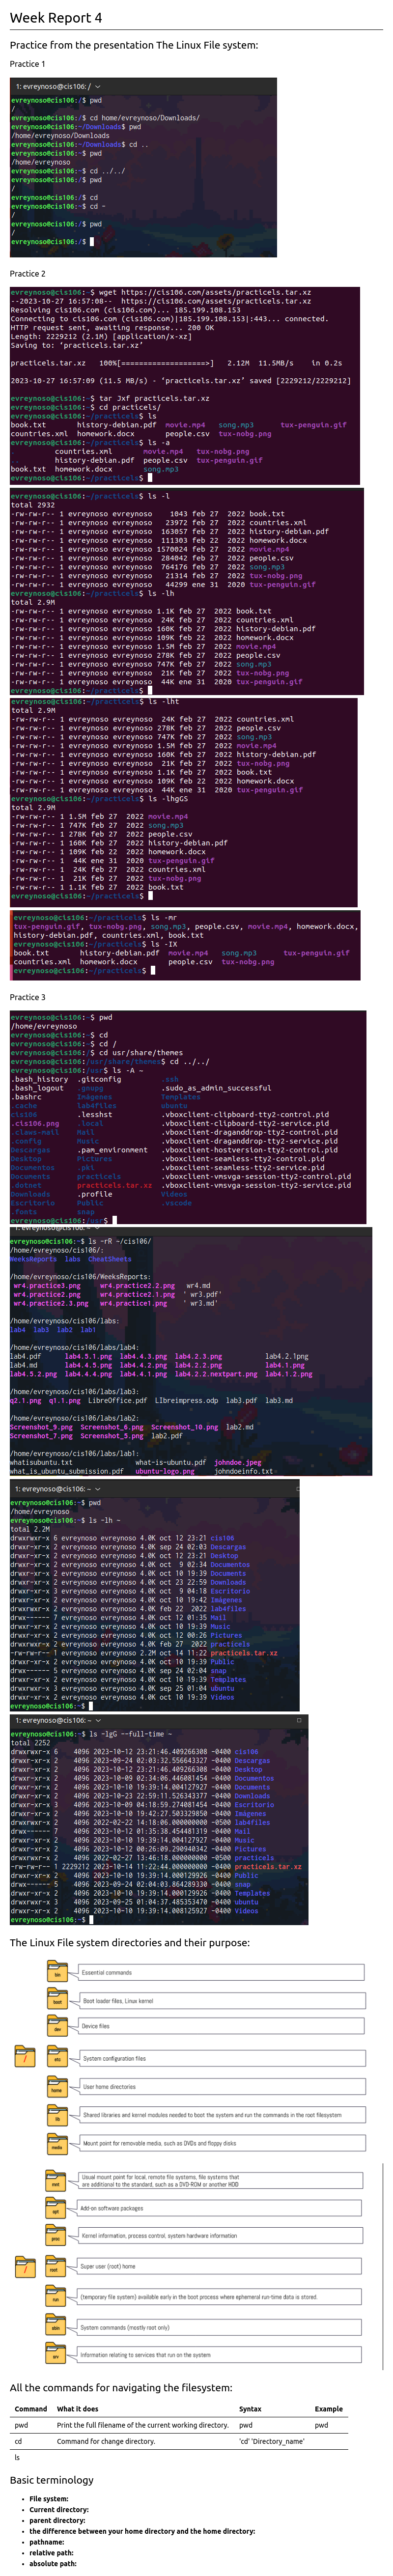 Week Report 4
Practice from the presentation The Linux File system:
Practice 1
1: evreynoso@cis106: /
evreynoso@cis106:/$ pwd
/
evreynoso@cis106:/$ cd home/evreynoso/Downloads/
evreynoso@cis106:~/Downloads$ pwd
/home/evreynoso/Downloads
evreynoso@cis106:~/Downloads$ cd ..
evreynoso@cis106:~$ pwd
/home/evreynoso
evreynoso@cis106:~$ cd ../../
evreynoso@cis106:/$ pwd
/
evreynoso@cis106:/$ cd
evreynoso@cis106:~$ cd -
/
evreynoso@cis106:/$ pwd
/
evreynoso@cis106:/$
Practice 2
evreynoso@cis106:~$ wget https://cis106.com/assets/practicels.tar.xz
--2023-10-27 16:57:08-- https://cis106.com/assets/practicels.tar.xz
Resolving cis106.com (cis106.com)... 185.199.108.153
Connecting to cis106.com (cis106.com)|185.199.108.153|:443... connected.
HTTP request sent, awaiting response... 200 OK
Length: 2229212 (2.1M) [application/x-xz]
Saving to: ‘practicels.tar.xz’
practicels.tar.xz 100%[===================>] 2.12M 11.5MB/s in 0.2s
2023-10-27 16:57:09 (11.5 MB/s) - ‘practicels.tar.xz’ saved [2229212/2229212]
evreynoso@cis106:~$ tar Jxf practicels.tar.xz
evreynoso@cis106:~$ cd practicels/
evreynoso@cis106:~/practicels$ ls
book.txt history-debian.pdf movie.mp4 song.mp3 tux-penguin.gif
countries.xml homework.docx people.csv tux-nobg.png
evreynoso@cis106:~/practicels$ ls -a
. countries.xml movie.mp4 tux-nobg.png
.. history-debian.pdf people.csv tux-penguin.gif
book.txt homework.docx song.mp3
evreynoso@cis106:~/practicels$
evreynoso@cis106:~/practicels$ ls -l
total 2932
-rw-rw-r-- 1 evreynoso evreynoso 1043 feb 27 2022 book.txt
-rw-rw-r-- 1 evreynoso evreynoso 23972 feb 27 2022 countries.xml
-rw-rw-r-- 1 evreynoso evreynoso 163057 feb 27 2022 history-debian.pdf
-rw-rw-r-- 1 evreynoso evreynoso 111303 feb 22 2022 homework.docx
-rw-rw-r-- 1 evreynoso evreynoso 1570024 feb 27 2022 movie.mp4
-rw-rw-r-- 1 evreynoso evreynoso 284042 feb 27 2022 people.csv
-rw-rw-r-- 1 evreynoso evreynoso 764176 feb 27 2022 song.mp3
-rw-rw-r-- 1 evreynoso evreynoso 21314 feb 27 2022 tux-nobg.png
-rw-rw-r-- 1 evreynoso evreynoso 44299 ene 31 2020 tux-penguin.gif
evreynoso@cis106:~/practicels$ ls -lh
total 2.9M
-rw-rw-r-- 1 evreynoso evreynoso 1.1K feb 27 2022 book.txt
-rw-rw-r-- 1 evreynoso evreynoso 24K feb 27 2022 countries.xml
-rw-rw-r-- 1 evreynoso evreynoso 160K feb 27 2022 history-debian.pdf
-rw-rw-r-- 1 evreynoso evreynoso 109K feb 22 2022 homework.docx
-rw-rw-r-- 1 evreynoso evreynoso 1.5M feb 27 2022 movie.mp4
-rw-rw-r-- 1 evreynoso evreynoso 278K feb 27 2022 people.csv
-rw-rw-r-- 1 evreynoso evreynoso 747K feb 27 2022 song.mp3
-rw-rw-r-- 1 evreynoso evreynoso 21K feb 27 2022 tux-nobg.png
-rw-rw-r-- 1 evreynoso evreynoso 44K ene 31 2020 tux-penguin.gif
evreynoso@cis106:~/practicels$
evreynoso@cis106:~/practicels$ ls -lht
total 2.9M
-rw-rw-r-- 1 evreynoso evreynoso 24K feb 27 2022 countries.xml
-rw-rw-r-- 1 evreynoso evreynoso 278K feb 27 2022 people.csv
-rw-rw-r-- 1 evreynoso evreynoso 747K feb 27 2022 song.mp3
-rw-rw-r-- 1 evreynoso evreynoso 1.5M feb 27 2022 movie.mp4
-rw-rw-r-- 1 evreynoso evreynoso 160K feb 27 2022 history-debian.pdf
-rw-rw-r-- 1 evreynoso evreynoso 21K feb 27 2022 tux-nobg.png
-rw-rw-r-- 1 evreynoso evreynoso 1.1K feb 27 2022 book.txt
-rw-rw-r-- 1 evreynoso evreynoso 109K feb 22 2022 homework.docx
-rw-rw-r-- 1 evreynoso evreynoso 44K ene 31 2020 tux-penguin.gif
evreynoso@cis106:~/practicels$ ls -lhgGS
total 2.9M
-rw-rw-r-- 1 1.5M feb 27 2022 movie.mp4
-rw-rw-r-- 1 747K feb 27 2022 song.mp3
-rw-rw-r-- 1 278K feb 27 2022 people.csv
-rw-rw-r-- 1 160K feb 27 2022 history-debian.pdf
-rw-rw-r-- 1 109K feb 22 2022 homework.docx
-rw-rw-r-- 1 44K ene 31 2020 tux-penguin.gif
-rw-rw-r-- 1 24K feb 27 2022 countries.xml
-rw-rw-r-- 1 21K feb 27 2022 tux-nobg.png
-rw-rw-r-- 1 1.1K feb 27 2022 book.txt
evreynoso@cis106:~/practicels$
evreynoso@cis106:~/practicels$ ls -mr
tux-penguin.gif, tux-nobg.png, song.mp3, people.csv, movie.mp4, homework.docx,
history-debian.pdf, countries.xml, book.txt
evreynoso@cis106:~/practicels$ ls -IX
book.txt history-debian.pdf movie.mp4 song.mp3 tux-penguin.gif
countries.xml homework.docx people.csv tux-nobg.png
evreynoso@cis106:~/practicels$
Practice 3
evreynoso@cis106:~$ pwd
/home/evreynoso
evreynoso@cis106:~$ cd
evreynoso@cis106:~$ cd /
evreynoso@cis106:/$ cd usr/share/themes
evreynoso@cis106:/usr/share/themes$ cd ../../
evreynoso@cis106:/usr$ ls -A ~
.bash_history .gitconfig .ssh
.bash_logout .gnupg .sudo_as_admin_successful
.bashrc Imágenes Templates
.cache lab4files ubuntu
cis106 .lesshst .vboxclient-clipboard-tty2-control.pid
.cis106.png .local .vboxclient-clipboard-tty2-service.pid
.claws-mail Mail .vboxclient-draganddrop-tty2-control.pid
.config Music .vboxclient-draganddrop-tty2-service.pid
Descargas .pam_environment .vboxclient-hostversion-tty2-control.pid
Desktop Pictures .vboxclient-seamless-tty2-control.pid
Documentos .pki .vboxclient-seamless-tty2-service.pid
Documents practicels .vboxclient-vmsvga-session-tty2-control.pid
.dotnet practicels.tar.xz .vboxclient-vmsvga-session-tty2-service.pid
Downloads .profile Videos
Escritorio Public .vscode
.fonts snap
evreynoso@cis106:/usr$
1: evreynoso@cis106: ~
evreynoso@cis106:~$ ls -rR ~/cis106/
/home/evreynoso/cis106/:
WeeksReports labs CheatSheets
/home/evreynoso/cis106/WeeksReports:
wr4.practice3.png wr4.practice2.2.png wr4.md
wr4.practice2.png wr4.practice2.1.png ' wr3.pdf'
wr4.practice2.3.png wr4.practice1.png ' wr3.md'
/home/evreynoso/cis106/labs:
lab4 lab3 lab2 lab1
/home/evreynoso/cis106/labs/lab4:
lab4.pdf lab4.5.1.png lab4.4.3.png lab4.2.3.png lab4.2.1png
lab4.md lab4.4.5.png lab4.4.2.png lab4.2.2.png lab4.1.png
lab4.5.2.png lab4.4.4.png lab4.4.1.png lab4.2.2.nextpart.png lab4.1.2.png
/home/evreynoso/cis106/labs/lab3:
q2.1.png q1.1.png LibreOffice.pdf LIbreimpress.odp lab3.pdf lab3.md
/home/evreynoso/cis106/labs/lab2:
Screenshot_9.png Screenshot_6.png Screenshot_10.png lab2.md
Screenshot_7.png Screenshot_5.png lab2.pdf
/home/evreynoso/cis106/labs/lab1:
whatisubuntu.txt what-is-ubuntu.pdf johndoe.jpeg
what_is_ubuntu_submission.pdf ubuntu-logo.png johndoeinfo.txt
1: evreynoso@cis106: ~
evreynoso@cis106:~$ pwd
/home/evreynoso
evreynoso@cis106:~$ ls -lh ~
total 2.2M
drwxrwxr-x 6 evreynoso evreynoso 4.0K oct 12 23:21 cis106
drwxr-xr-x 2 evreynoso evreynoso 4.0K sep 24 02:03 Descargas
drwxr-xr-x 2 evreynoso evreynoso 4.0K oct 12 23:21 Desktop
drwxr-xr-x 2 evreynoso evreynoso 4.0K oct 9 02:34 Documentos
drwxr-xr-x 2 evreynoso evreynoso 4.0K oct 10 19:39 Documents
drwxr-xr-x 2 evreynoso evreynoso 4.0K oct 23 22:59 Downloads
drwxr-xr-x 3 evreynoso evreynoso 4.0K oct 9 04:18 Escritorio
drwxr-xr-x 2 evreynoso evreynoso 4.0K oct 10 19:42 Imágenes
drwxr-xr-x 5 evreynoso evreynoso 4.0K feb 22 2022 lab4files
drwx------ 7 evreynoso evreynoso 4.0K oct 12 01:35 Mail
drwxr-xr-x 2 evreynoso evreynoso 4.0K oct 10 19:39 Music
drwxr-xr-x 2 evreynoso evreynoso 4.0K oct 12 00:26 Pictures
drwxrwxr-x 2 evreynoso evreynoso 4.0K feb 27 2022 practicels
-rw-rw-r-- 1 evreynoso evreynoso 2.2M oct 14 11:22 practicels.tar.xz
drwxr-xr-x 2 evreynoso evreynoso 4.0K oct 10 19:39 Public
drwx------ 5 evreynoso evreynoso 4.0K sep 24 02:04 snap
drwxr-xr-x 2 evreynoso evreynoso 4.0K oct 10 19:39 Templates
drwxrwxr-x 3 evreynoso evreynoso 4.0K sep 25 01:04 ubuntu
drwxr-xr-x 2 evreynoso evreynoso 4.0K oct 10 19:39 Videos
evreynoso@cis106:~$
1: evreynoso@cis106: ~
evreynoso@cis106:~$ ls -lgG --full-time ~
total 2252
drwxrwxr-x 6 4096 2023-10-12 23:21:46.409266308 -0400 cis106
drwxr-xr-x 2 4096 2023-09-24 02:03:32.556643327 -0400 Descargas
drwxr-xr-x 2 4096 2023-10-12 23:21:46.409266308 -0400 Desktop
drwxr-xr-x 2 4096 2023-10-09 02:34:06.446081454 -0400 Documentos
drwxr-xr-x 2 4096 2023-10-10 19:39:14.004127927 -0400 Documents
drwxr-xr-x 2 4096 2023-10-23 22:59:11.526343377 -0400 Downloads
drwxr-xr-x 3 4096 2023-10-09 04:18:59.274081454 -0400 Escritorio
drwxr-xr-x 2 4096 2023-10-10 19:42:27.503329850 -0400 Imágenes
drwxr-xr-x 5 4096 2022-02-22 14:18:06.000000000 -0500 lab4files
drwx------ 7 4096 2023-10-12 01:35:38.454481319 -0400 Mail
drwxr-xr-x 2 4096 2023-10-10 19:39:14.004127927 -0400 Music
drwxr-xr-x 2 4096 2023-10-12 00:26:09.290940342 -0400 Pictures
drwxrwxr-x 2 4096 2022-02-27 13:46:18.000000000 -0500 practicels
-rw-rw-r-- 1 2229212 2023-10-14 11:22:44.000000000 -0400 practicels.tar.xz
drwxr-xr-x 2 4096 2023-10-10 19:39:14.000129926 -0400 Public
drwx------ 5 4096 2023-09-24 02:04:03.864289330 -0400 snap
drwxr-xr-x 2 4096 2023-10-10 19:39:14.000129926 -0400 Templates
drwxrwxr-x 3 4096 2023-09-25 01:04:37.485353470 -0400 ubuntu
drwxr-xr-x 2 4096 2023-10-10 19:39:14.008125927 -0400 Videos
evreynoso@cis106:~$
The Linux File system directories and their purpose:
bin Essential commands
boot Boot loader files, Linux kernel
dev Device files
/ etc System configuration files
home User home directories
lib Shared libraries and kernel modules needed to boot the system and run the commands in the root filesystem
media Mount point for removable media, such as DVDs and floppy disks
mnt Usual mount point for local, remote file systems, file systems that
are additional to the standard, such as a DVD-ROM or another HDD
opt Add-on software packages
proc Kernel information, process control, system hardware information
/ root Super user (root) home
run (temporary file system) available early in the boot process where ephemeral run-time data is stored.
sbin System commands (mostly root only)
srv Information relating to services that run on the system
All the commands for navigating the filesystem:
Command What it does Syntax Example
pwd Print the full filename of the current working directory. pwd pwd
cd Command for change directory. 'cd' 'Directory_name'
ls
Basic terminology
• File system:
• Current directory:
• parent directory:
• the difference between your home directory and the home directory:
• pathname:
• relative path:
• absolute path: